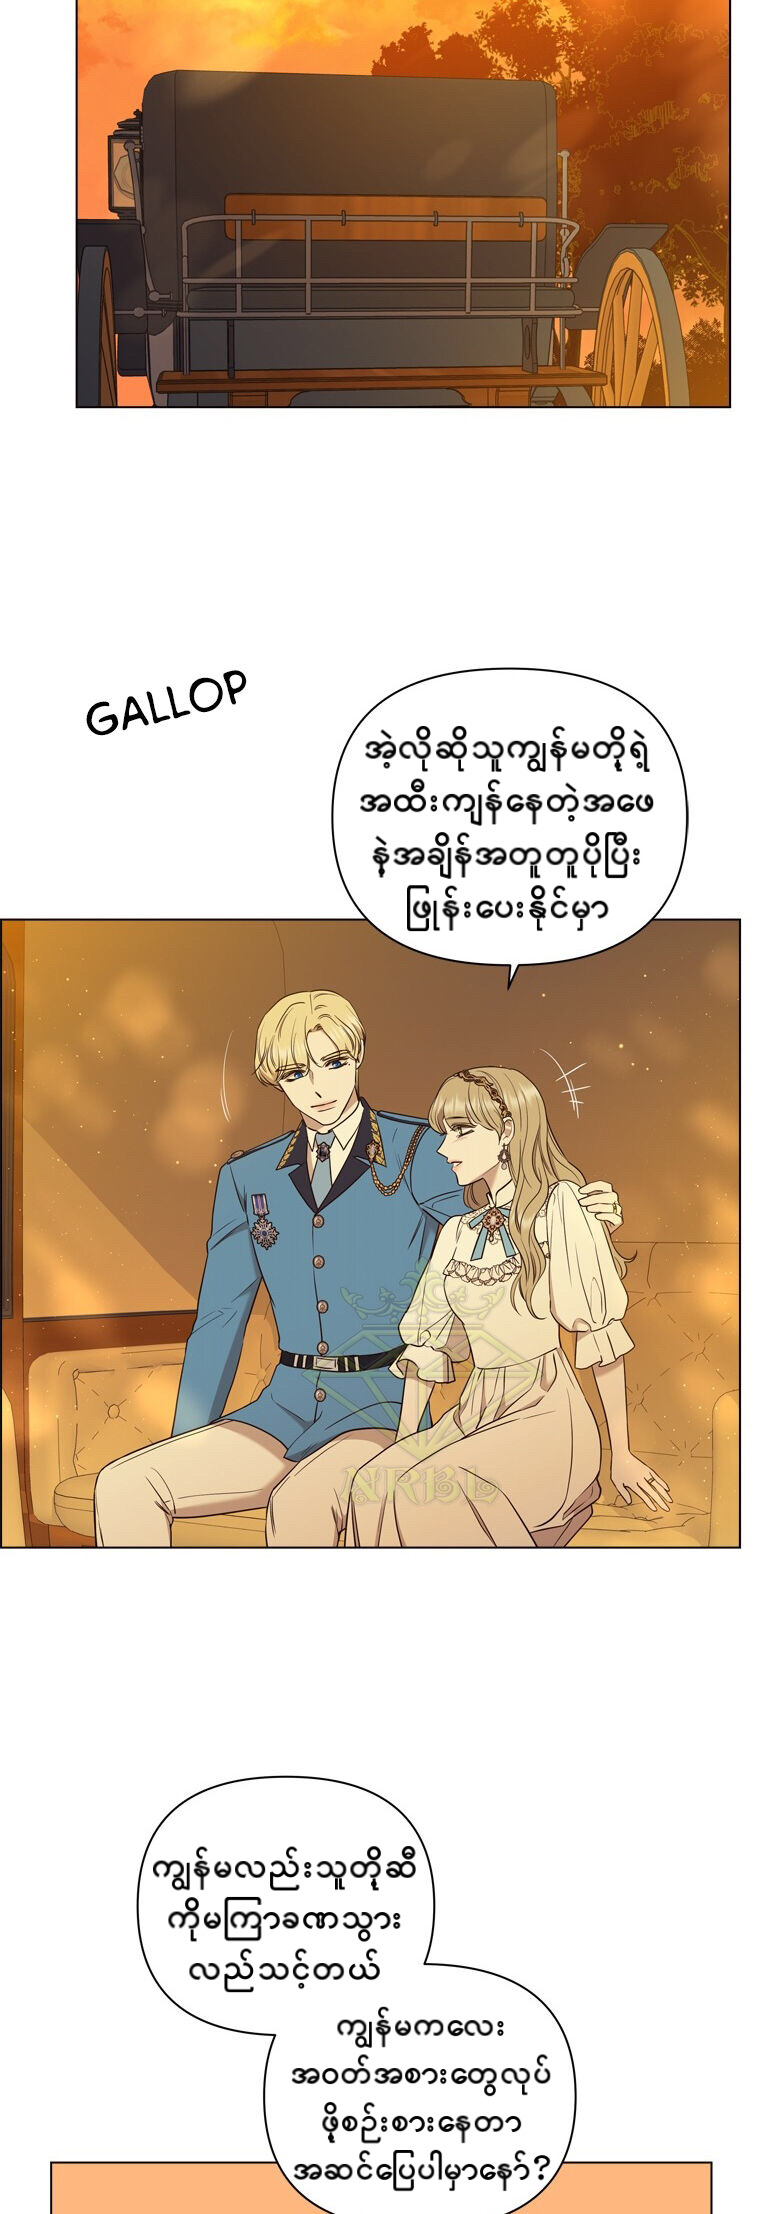 GALLOP
အဲ့လိုဆိုသူကျွန်မတို့ရဲ့
အထီးကျန်နေတဲ့အဖေ
နဲ့အချိန်အတူတူပိုပြီး
ဖြုန်းပေးနိုင်မှာ
NRBL
ကျွန်မလည်းသူတို့ဆီ
ကိုမကြာခဏသွား
လည်သင့်တယ်
ကျွန်မကလေး
အဝတ်အစားတွေလုပ်
ဖို့စဉ်းစားနေတာ
အဆင်ပြေပါမှာနော်?